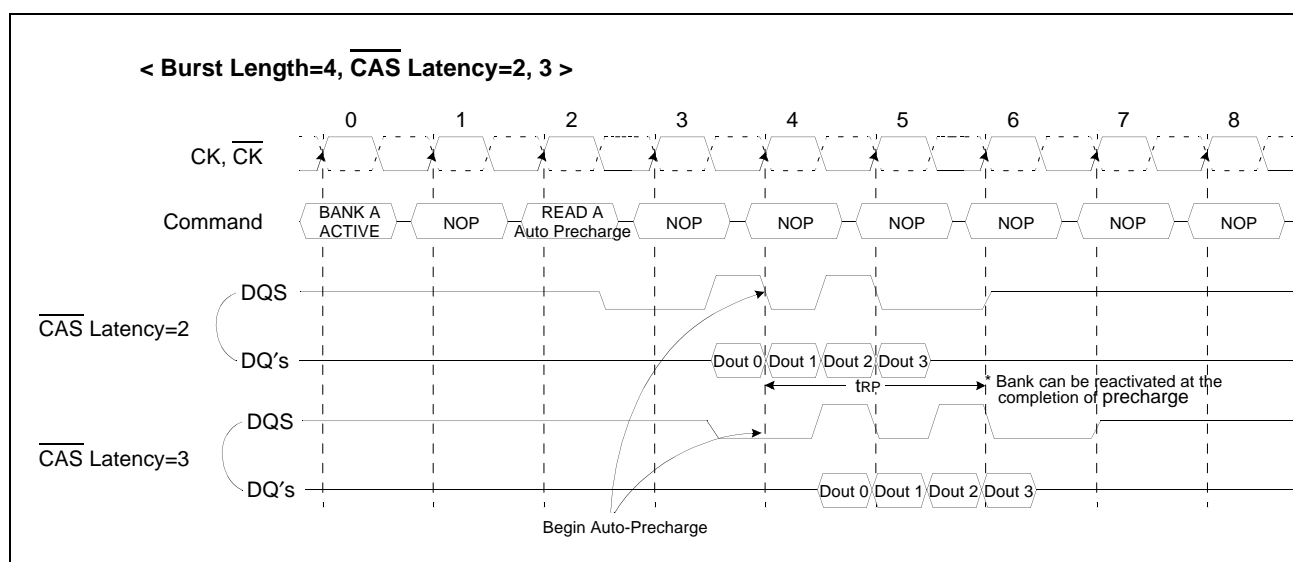 < Burst Length=4, CAS Latency=2, 3 >
0 1 2 3 4 5 6 7 8
CK, CK
Command
BANK A
ACTIVE
NOP
READ A
Auto Precharge
NOP
NOP
NOP
NOP
NOP
NOP
DQS
CAS Latency=2
DQ's
Dout 0 Dout 1 Dout 2 Dout 3
tRP
* Bank can be reactivated at the
completion of precharge
DQS
CAS Latency=3
DQ's
Dout 0 Dout 1 Dout 2 Dout 3
Begin Auto-Precharge